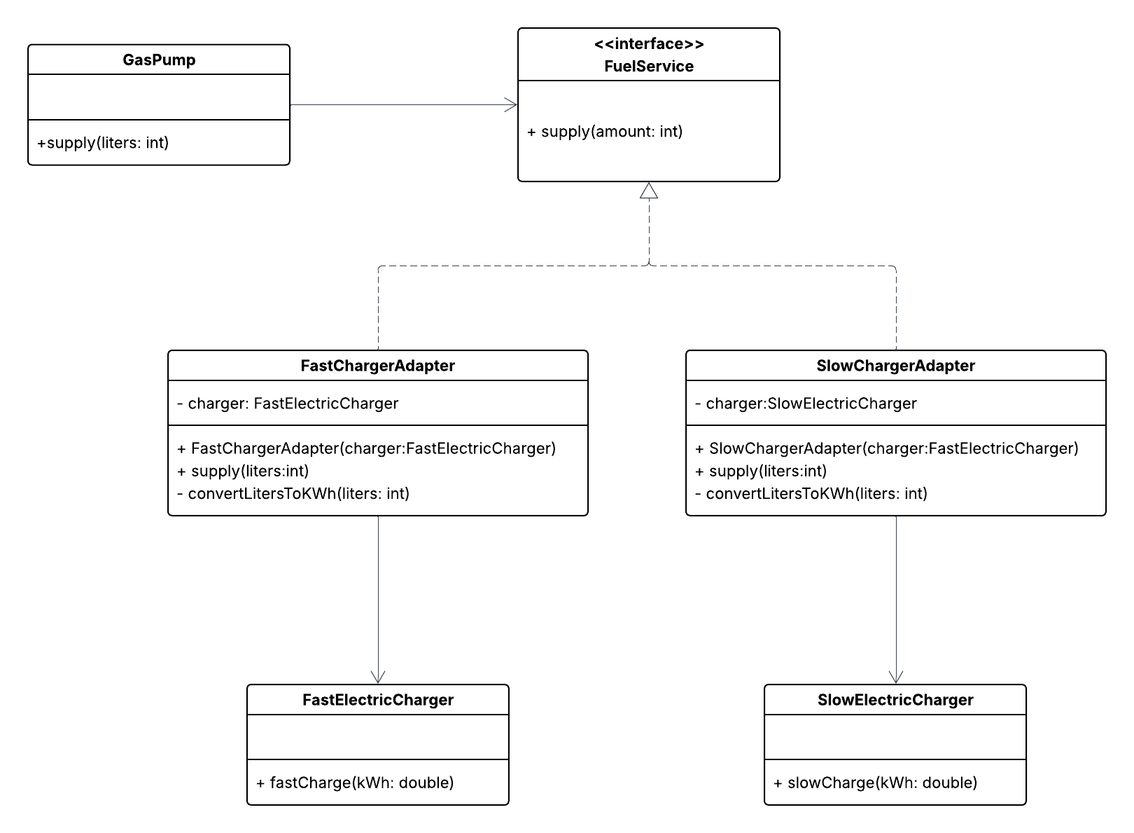 GasPump
+supply(liters: int)
<<interface>>
FuelService
+ supply(amount: int)
FastChargerAdapter
- charger: FastElectricCharger
+ FastChargerAdapter(charger:FastElectricCharger)
+ supply(liters:int)
- convertLitersToKWh(liters: int)
SlowChargerAdapter
- charger:SlowElectricCharger
+ SlowChargerAdapter(charger:FastElectricCharger)
+ supply(liters:int)
- convertLitersToKWh(liters: int)
FastElectricCharger
+ fastCharge(kWh: double)
SlowElectricCharger
+ slowCharge(kWh: double)